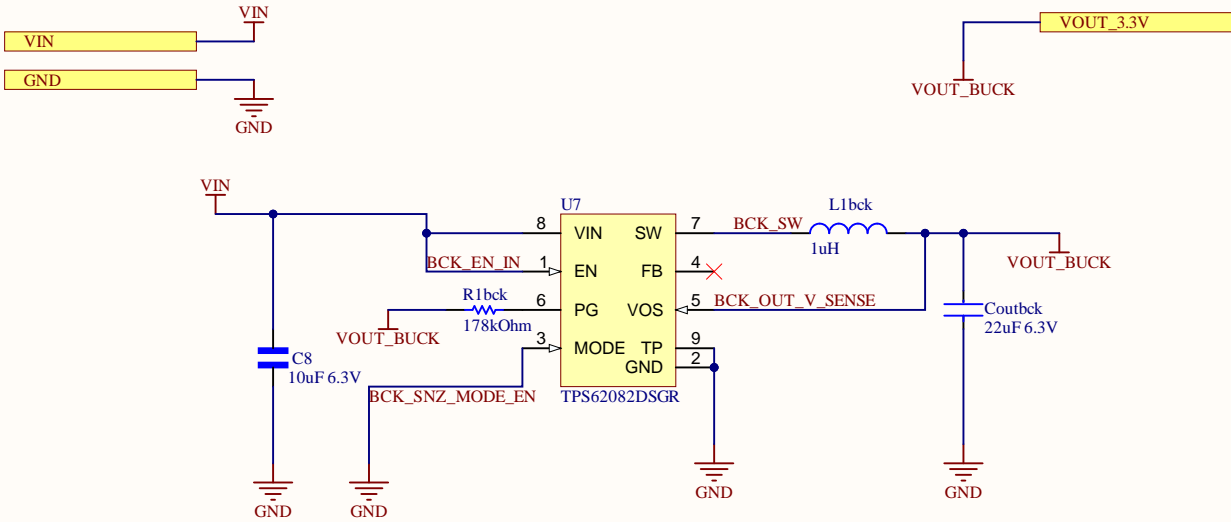 VIN
VIN
VOUT_3.3V
GND
VOUT_BUCK
GND
VIN
U7
L1bck
8 VIN SW 7 BCK_SW
1uH
BCK_EN_IN 1 EN FB 4
VOUT_BUCK
R1bck
6 PG VOS 5 BCK_OUT_V_SENSE
Coutbck
178kOhm
22uF 6.3V
VOUT_BUCK
3 MODE TP 9
C8
GND 2
10uF 6.3V
BCK_SNZ_MODE_EN
TPS62082DSGR
GND
GND
GND
GND